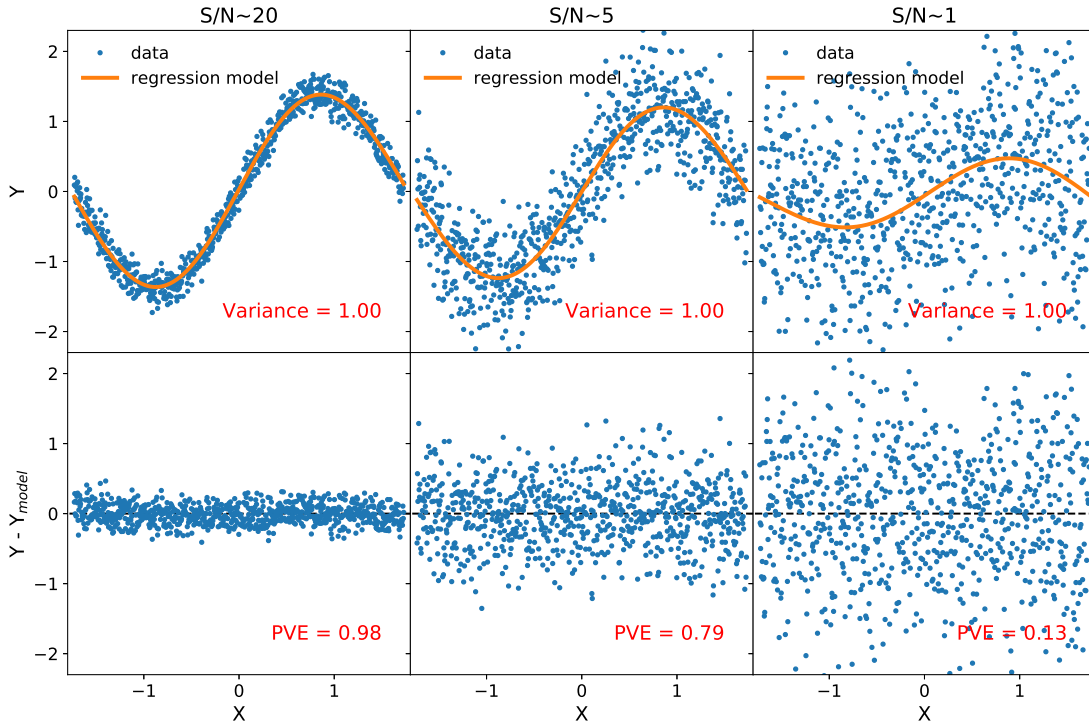 S/N~20
S/N~5
S/N~1
data
regression model
data
regression model
data
regression model
2
1
0
−1
−2
Y
Variance = 1.00
Variance = 1.00
Variance = 1.00
2
1
0
−1
−2
Y - Ymodel
PVE = 0.98
PVE = 0.79
PVE = 0.13
−1
0
1
−1
0
1
−1
0
1
X
X
X